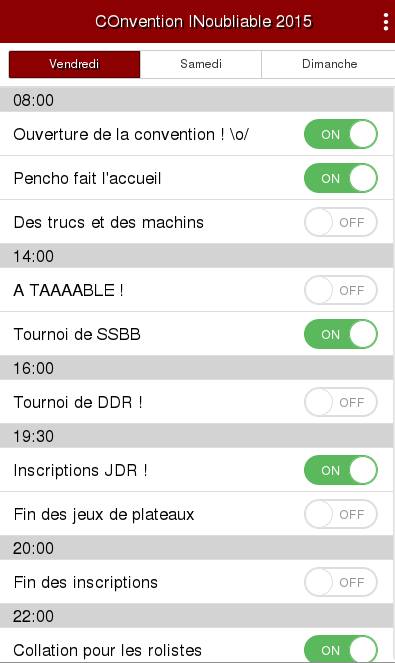 COnvention INoubliable 2015
Vendredi Samedi Dimanche
08:00
Ouverture de la convention ! \o/ ON
Pencho fait l'accueil ON
Des trucs et des machins OFF
14:00
A TAAAABLE ! OFF
Tournoi de SSBB ON
16:00
Tournoi de DDR ! OFF
19:30
Inscriptions JDR ! ON
Fin des jeux de plateaux OFF
20:00
Fin des inscriptions OFF
22:00
Collation pour les rolistes ON